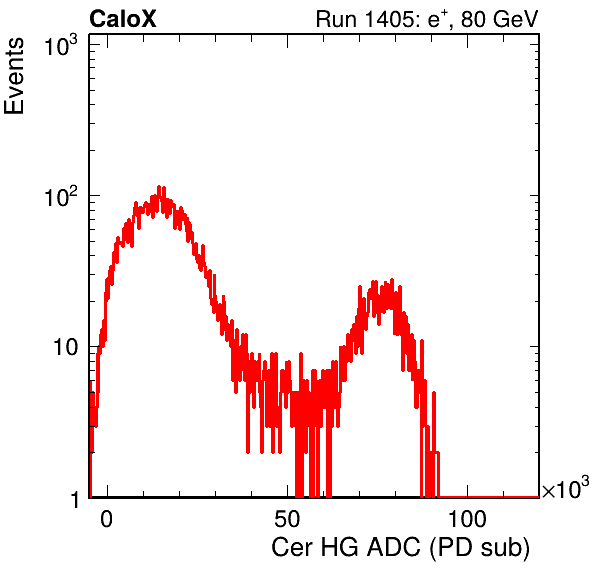 CaloX Run 1405: e⁺, 80 GeV
Events
10³
10²
10
1
0 50 100 ×10³
Cer HG ADC (PD sub)